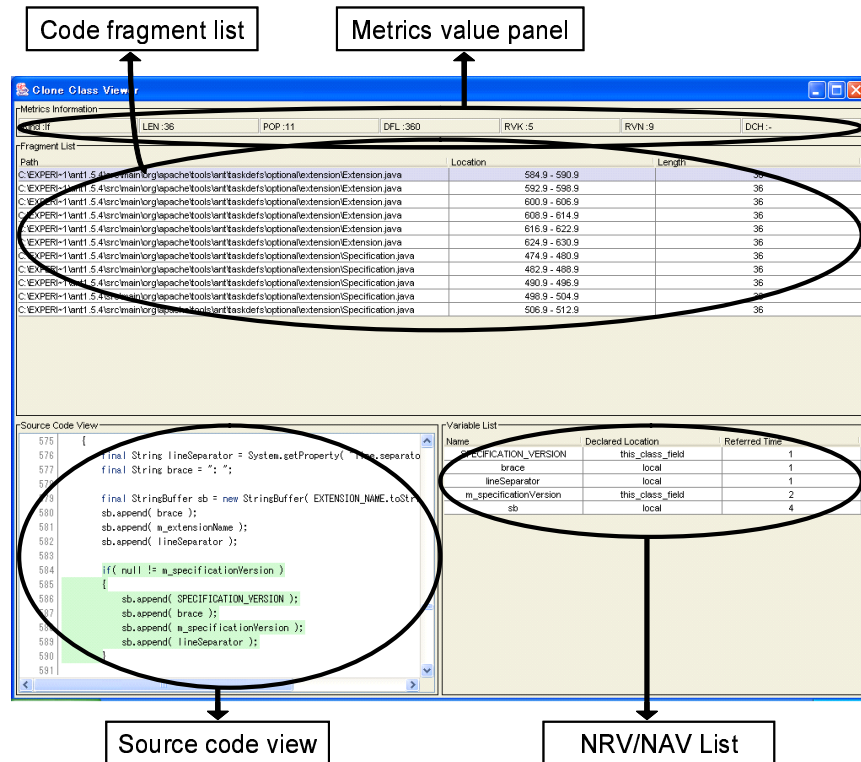 Code fragment list
Metrics value panel
Clone Class Viewer
Metrics Information
Kind :If LEN :36 POP :11 DFL :360 RVK :5 RVN :9 DCH :-
Fragment List
Path Location Length
C:\EXPERI~1\ant1.5.4\src\main\org\apache\tools\ant\taskdefs\optional\extension\Extension.java 584.9 - 590.9 36
C:\EXPERI~1\ant1.5.4\src\main\org\apache\tools\ant\taskdefs\optional\extension\Extension.java 592.9 - 598.9 36
C:\EXPERI~1\ant1.5.4\src\main\org\apache\tools\ant\taskdefs\optional\extension\Extension.java 600.9 - 606.9 36
C:\EXPERI~1\ant1.5.4\src\main\org\apache\tools\ant\taskdefs\optional\extension\Extension.java 608.9 - 614.9 36
C:\EXPERI~1\ant1.5.4\src\main\org\apache\tools\ant\taskdefs\optional\extension\Extension.java 616.9 - 622.9 36
C:\EXPERI~1\ant1.5.4\src\main\org\apache\tools\ant\taskdefs\optional\extension\Extension.java 624.9 - 630.9 36
C:\EXPERI~1\ant1.5.4\src\main\org\apache\tools\ant\taskdefs\optional\extension\Specification.java 474.9 - 480.9 36
C:\EXPERI~1\ant1.5.4\src\main\org\apache\tools\ant\taskdefs\optional\extension\Specification.java 482.9 - 488.9 36
C:\EXPERI~1\ant1.5.4\src\main\org\apache\tools\ant\taskdefs\optional\extension\Specification.java 490.9 - 496.9 36
C:\EXPERI~1\ant1.5.4\src\main\org\apache\tools\ant\taskdefs\optional\extension\Specification.java 498.9 - 504.9 36
C:\EXPERI~1\ant1.5.4\src\main\org\apache\tools\ant\taskdefs\optional\extension\Specification.java 506.9 - 512.9 36
Source Code View
575 {
576 final String lineSeparator = System.getProperty( "line.separato
577 final String brace = ": ";
578
579 final StringBuffer sb = new StringBuffer( EXTENSION_NAME.toStri
580 sb.append( brace );
581 sb.append( m_extensionName );
582 sb.append( lineSeparator );
583
584 if( null != m_specificationVersion )
585 {
586 sb.append( SPECIFICATION_VERSION );
587 sb.append( brace );
588 sb.append( m_specificationVersion );
589 sb.append( lineSeparator );
590 }
591
Variable List
Name Declared Location Referred Time
SPECIFICATION_VERSION this_class_field 1
brace local 1
lineSeparator local 1
m_specificationVersion this_class_field 2
sb local 4
Source code view
NRV/NAV List